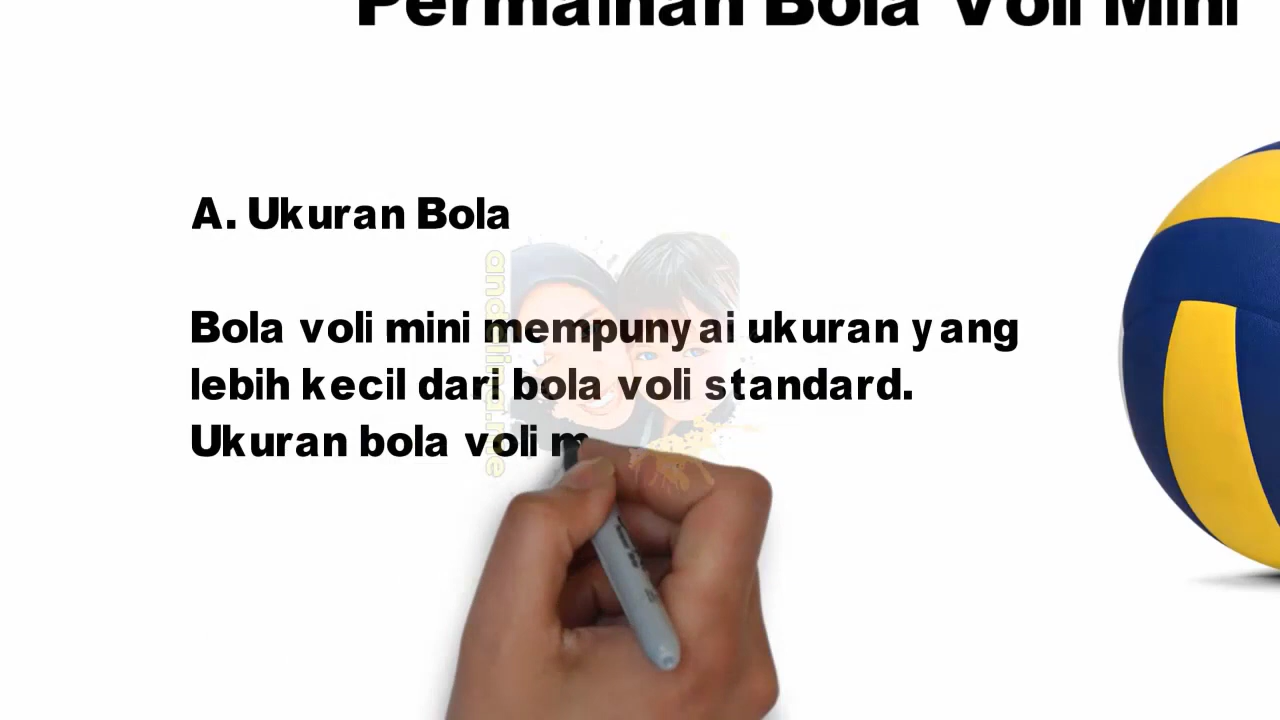 Permainan Bola Voli Mini
A. Ukuran Bola
Bola voli mini mempunyai ukuran yang
lebih kecil dari bola voli standard.
Ukuran bola voli m